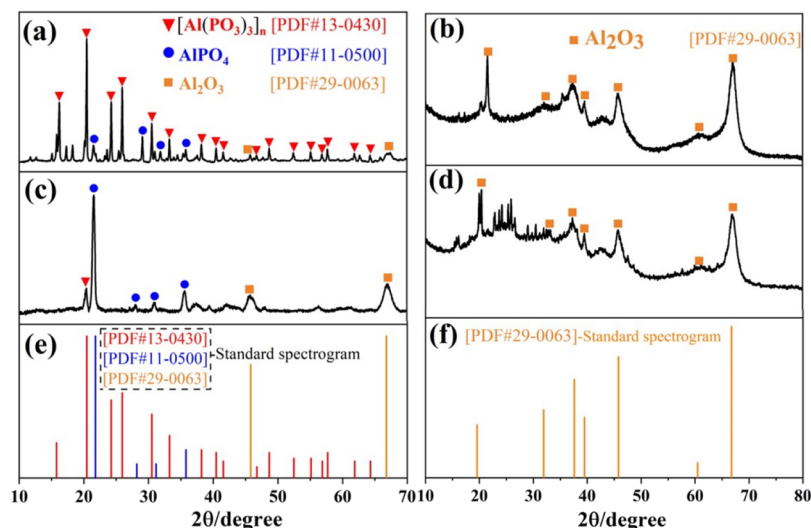 (a)
[Al(PO₃)₃]ₙ [PDF#13-0430]
AlPO₄ [PDF#11-0500]
Al₂O₃ [PDF#29-0063]
(c)
(e)
[PDF#13-0430]
[PDF#11-0500]
[PDF#29-0063]
-Standard spectrogram
10 20 30 40 50 60 70
2θ/degree
(b)
Al₂O₃ [PDF#29-0063]
(d)
(f)
[PDF#29-0063]-Standard spectrogram
10 20 30 40 50 60 70 80
2θ/degree